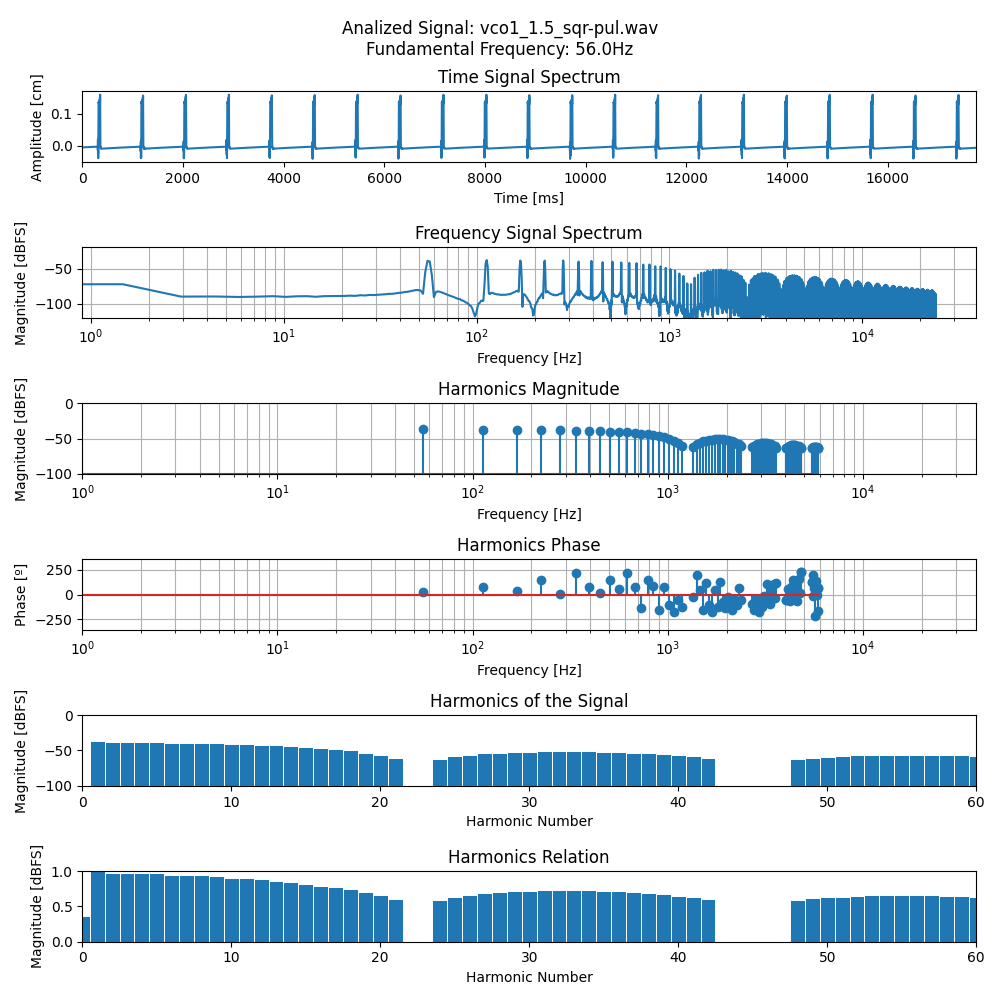 Analized Signal: vco1_1.5_sqr-pul.wav
Fundamental Frequency: 56.0Hz
Time Signal Spectrum
Amplitude [cm]
0.1
0.0
0 2000 4000 6000 8000 10000 12000 14000 16000
Time [ms]
Frequency Signal Spectrum
Magnitude [dBFS]
−50
−100
10⁰ 10¹ 10² 10³ 10⁴
Frequency [Hz]
Harmonics Magnitude
Magnitude [dBFS]
0
−50
−100
10⁰ 10¹ 10² 10³ 10⁴
Frequency [Hz]
Harmonics Phase
Phase [º]
250
0
−250
10⁰ 10¹ 10² 10³ 10⁴
Frequency [Hz]
Harmonics of the Signal
Magnitude [dBFS]
0
−50
−100
0 10 20 30 40 50 60
Harmonic Number
Harmonics Relation
Magnitude [dBFS]
1.0
0.5
0.0
0 10 20 30 40 50 60
Harmonic Number